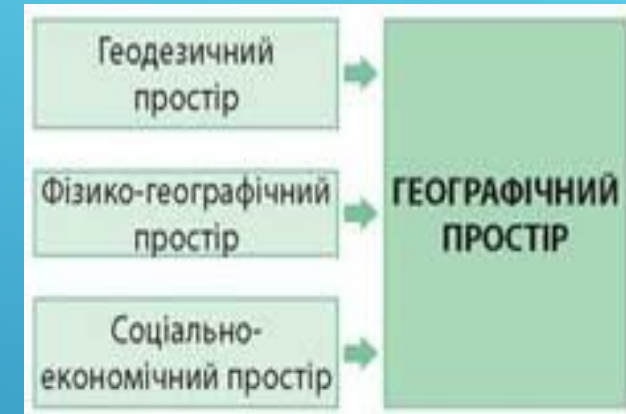 Геодезичний
простір
Фізико-географічний
простір
Соціально-
економічний простір
ГЕОГРАФІЧНИЙ
ПРОСТІР